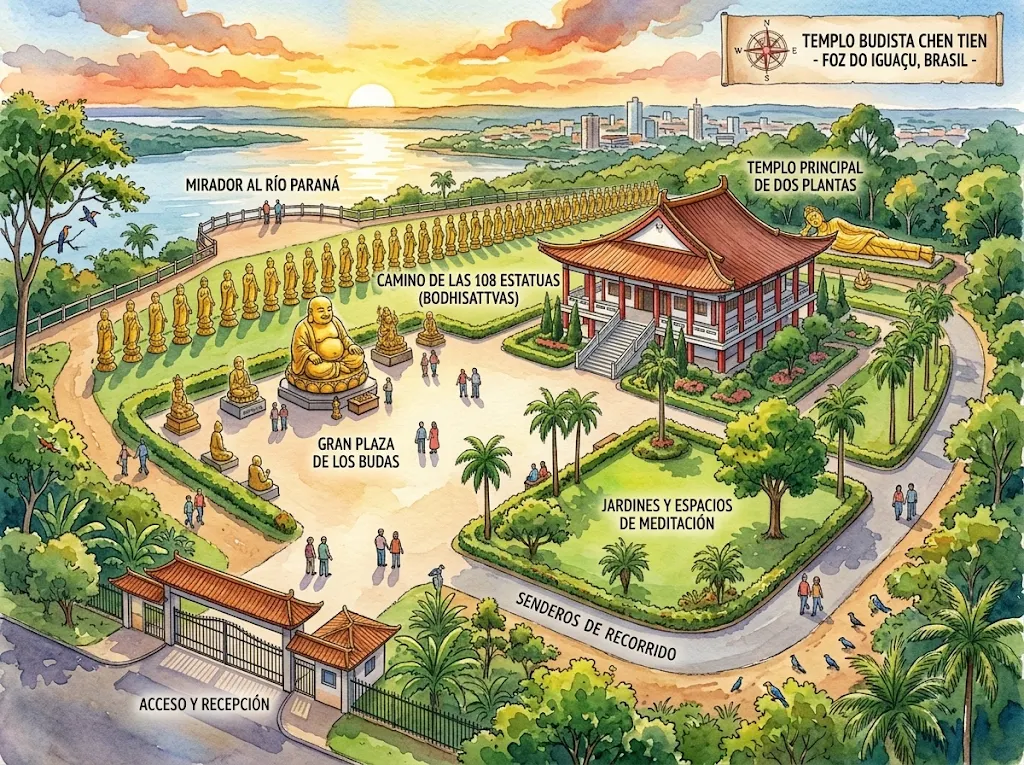 N
W E
S
TEMPLO BUDISTA CHEN TIEN
- FOZ DO IGUAÇU, BRASIL -
MIRADOR AL RÍO PARANÁ
TEMPLO PRINCIPAL
DE DOS PLANTAS
CAMINO DE LAS 108 ESTATUAS
(BODHISATTVAS)
GRAN PLAZA
DE LOS BUDAS
JARDINES Y ESPACIOS
DE MEDITACIÓN
SENDEROS DE RECORRIDO
ACCESO Y RECEPCIÓN